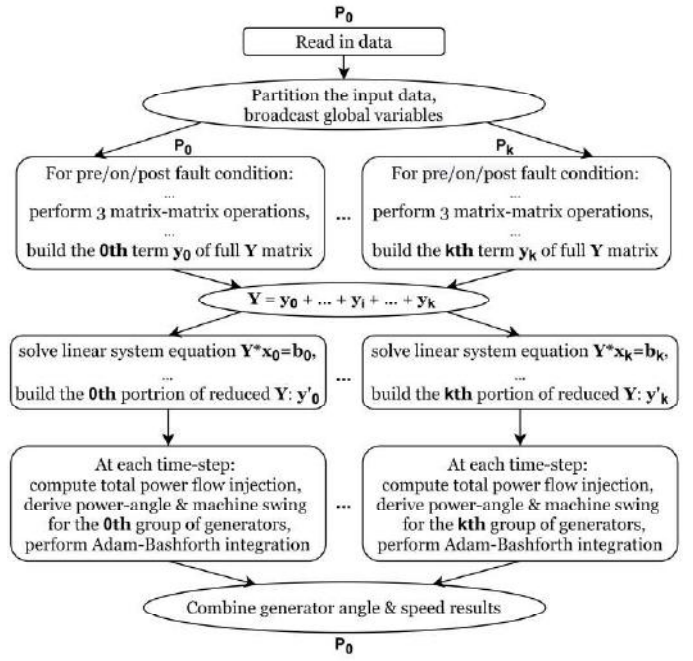 P0
Read in data
Partition the input data,
broadcast global variables
P0
Pk
For pre/on/post fault condition:
...
perform 3 matrix-matrix operations,
...
build the 0th term y0 of full Y matrix
...
For pre/on/post fault condition:
...
perform 3 matrix-matrix operations,
...
build the kth term yk of full Y matrix
Y = y0 + ... + yi + ... + yk
solve linear system equation Y*x0=b0,
...
build the 0th portrion of reduced Y: y'0
...
solve linear system equation Y*xk=bk,
...
build the kth portion of reduced Y: y'k
At each time-step:
compute total power flow injection,
derive power-angle & machine swing
for the 0th group of generators,
perform Adam-Bashforth integration
...
At each time-step:
compute total power flow injection,
derive power-angle & machine swing
for the kth group of generators,
perform Adam-Bashforth integration
Combine generator angle & speed results
P0